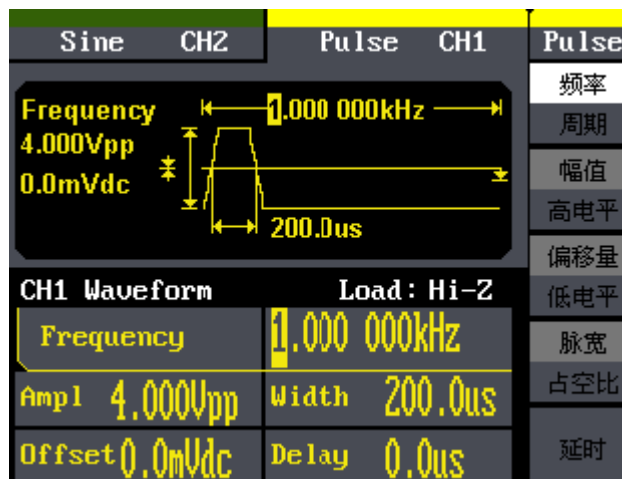 Sine CH2 Pulse CH1 Pulse
Frequency 1.000 000kHz
4.000Vpp
0.0mVdc
200.0us
CH1 Waveform Load: Hi-Z
Frequency 1.000 000kHz
Ampl 4.000Vpp Width 200.0us
Offset 0.0mVdc Delay 0.0us
频率
周期
幅值
高电平
偏移量
低电平
脉宽
占空比
延时